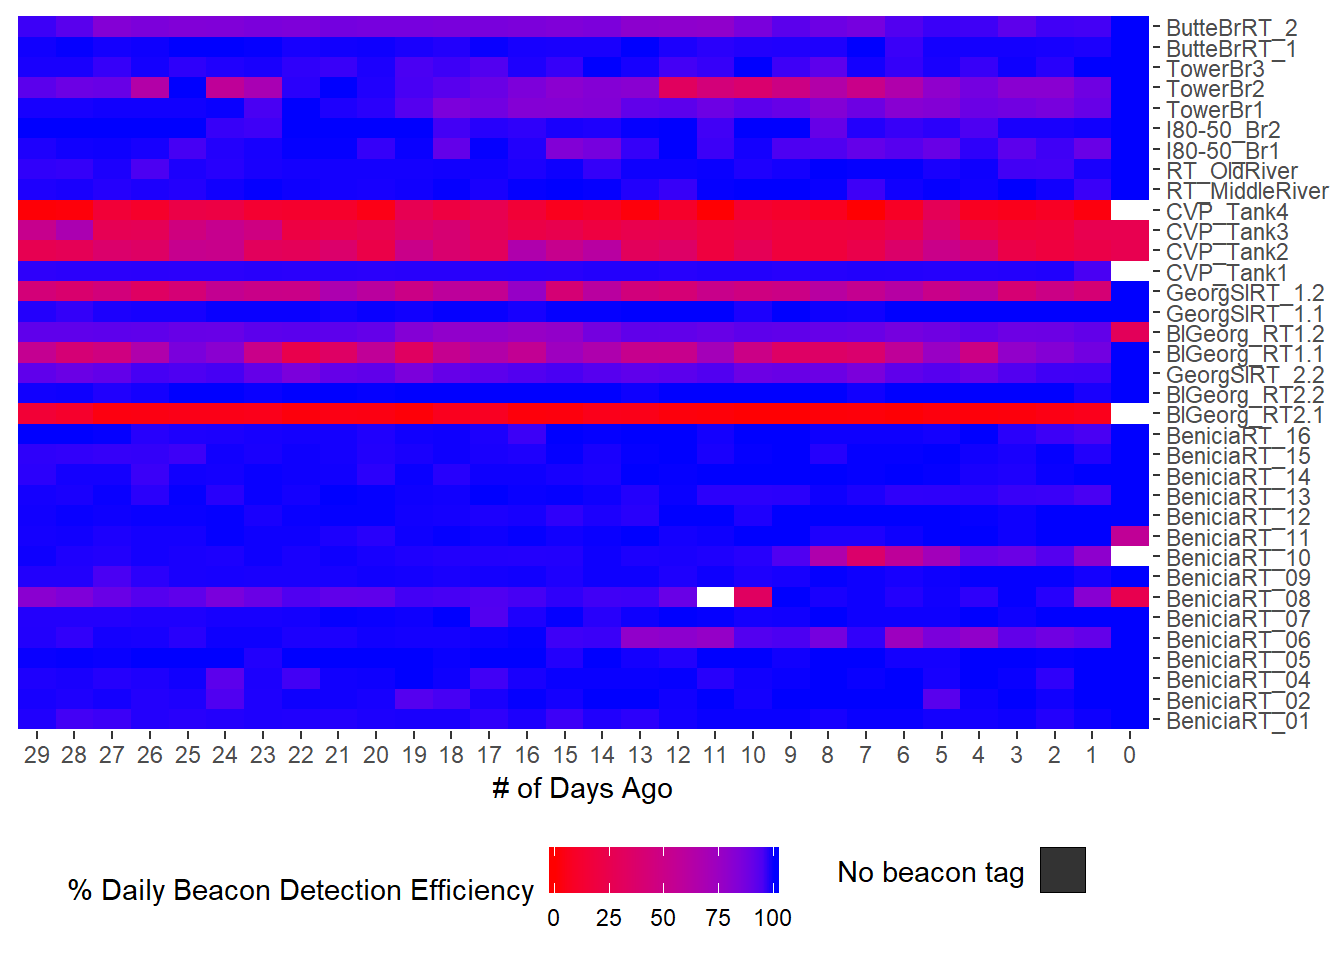 ButteBrRT_2
ButteBrRT_1
TowerBr3
TowerBr2
TowerBr1
I80-50_Br2
I80-50_Br1
RT_OldRiver
RT_MiddleRiver
CVP_Tank4
CVP_Tank3
CVP_Tank2
CVP_Tank1
GeorgSlRT_1.2
GeorgSlRT_1.1
BlGeorg_RT1.2
BlGeorg_RT1.1
GeorgSlRT_2.2
BlGeorg_RT2.2
BlGeorg_RT2.1
BeniciaRT_16
BeniciaRT_15
BeniciaRT_14
BeniciaRT_13
BeniciaRT_12
BeniciaRT_11
BeniciaRT_10
BeniciaRT_09
BeniciaRT_08
BeniciaRT_07
BeniciaRT_06
BeniciaRT_05
BeniciaRT_04
BeniciaRT_02
BeniciaRT_01
29 28 27 26 25 24 23 22 21 20 19 18 17 16 15 14 13 12 11 10 9 8 7 6 5 4 3 2 1 0
# of Days Ago
% Daily Beacon Detection Efficiency
0 25 50 75 100
No beacon tag